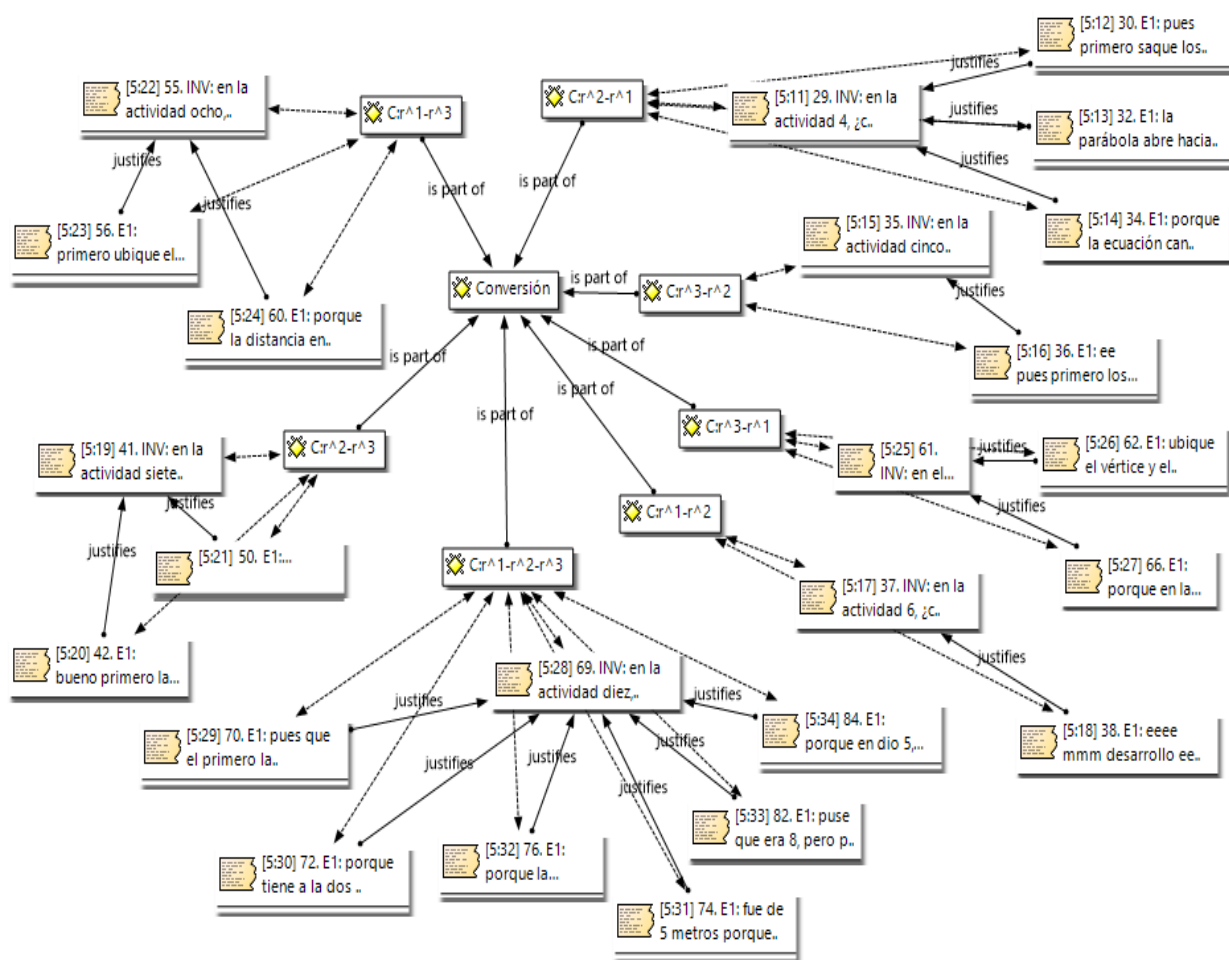 [5:12] 30. E1: pues
primero saque los..
justifies
[5:22] 55. INV: en la
actividad ocho,..
C:r^1-r^3
C:r^2-r^1
[5:11] 29. INV: en la
actividad 4, ¿c..
justifies
[5:13] 32. E1: la
parábola abre hacia..
justifies
justifies
is part of
is part of
justifies
[5:23] 56. E1:
primero ubique el...
[5:15] 35. INV: en la
actividad cinco..
[5:14] 34. E1: porque
la ecuación can..
Conversión
is part of
C:r^3-r^2
justifies
[5:24] 60. E1: porque
la distancia en..
is part of
is part of
[5:16] 36. E1: ee
pues primero los...
is part of
C:r^3-r^1
[5:19] 41. INV: en la
actividad siete..
C:r^2-r^3
is part of
[5:25] 61.
INV: en el...
justifies
[5:26] 62. E1: ubique
el vértice y el..
justifies
justifies
C:r^1-r^2
justifies
[5:21] 50. E1:...
C:r^1-r^2-r^3
[5:27] 66. E1:
porque en la...
[5:17] 37. INV: en la
actividad 6, ¿c..
[5:20] 42. E1:
bueno primero la...
[5:28] 69. INV: en la
actividad diez,..
justifies
justifies
justifies
[5:29] 70. E1: pues que
el primero la..
[5:34] 84. E1:
porque en dio 5,...
[5:18] 38. E1: eeee
mmm desarrollo ee..
justifies
justifies
justifies
[5:33] 82. E1: puse
que era 8, pero p..
[5:30] 72. E1: porque
tiene a la dos ..
[5:32] 76. E1:
porque la...
[5:31] 74. E1: fue de
5 metros porque..